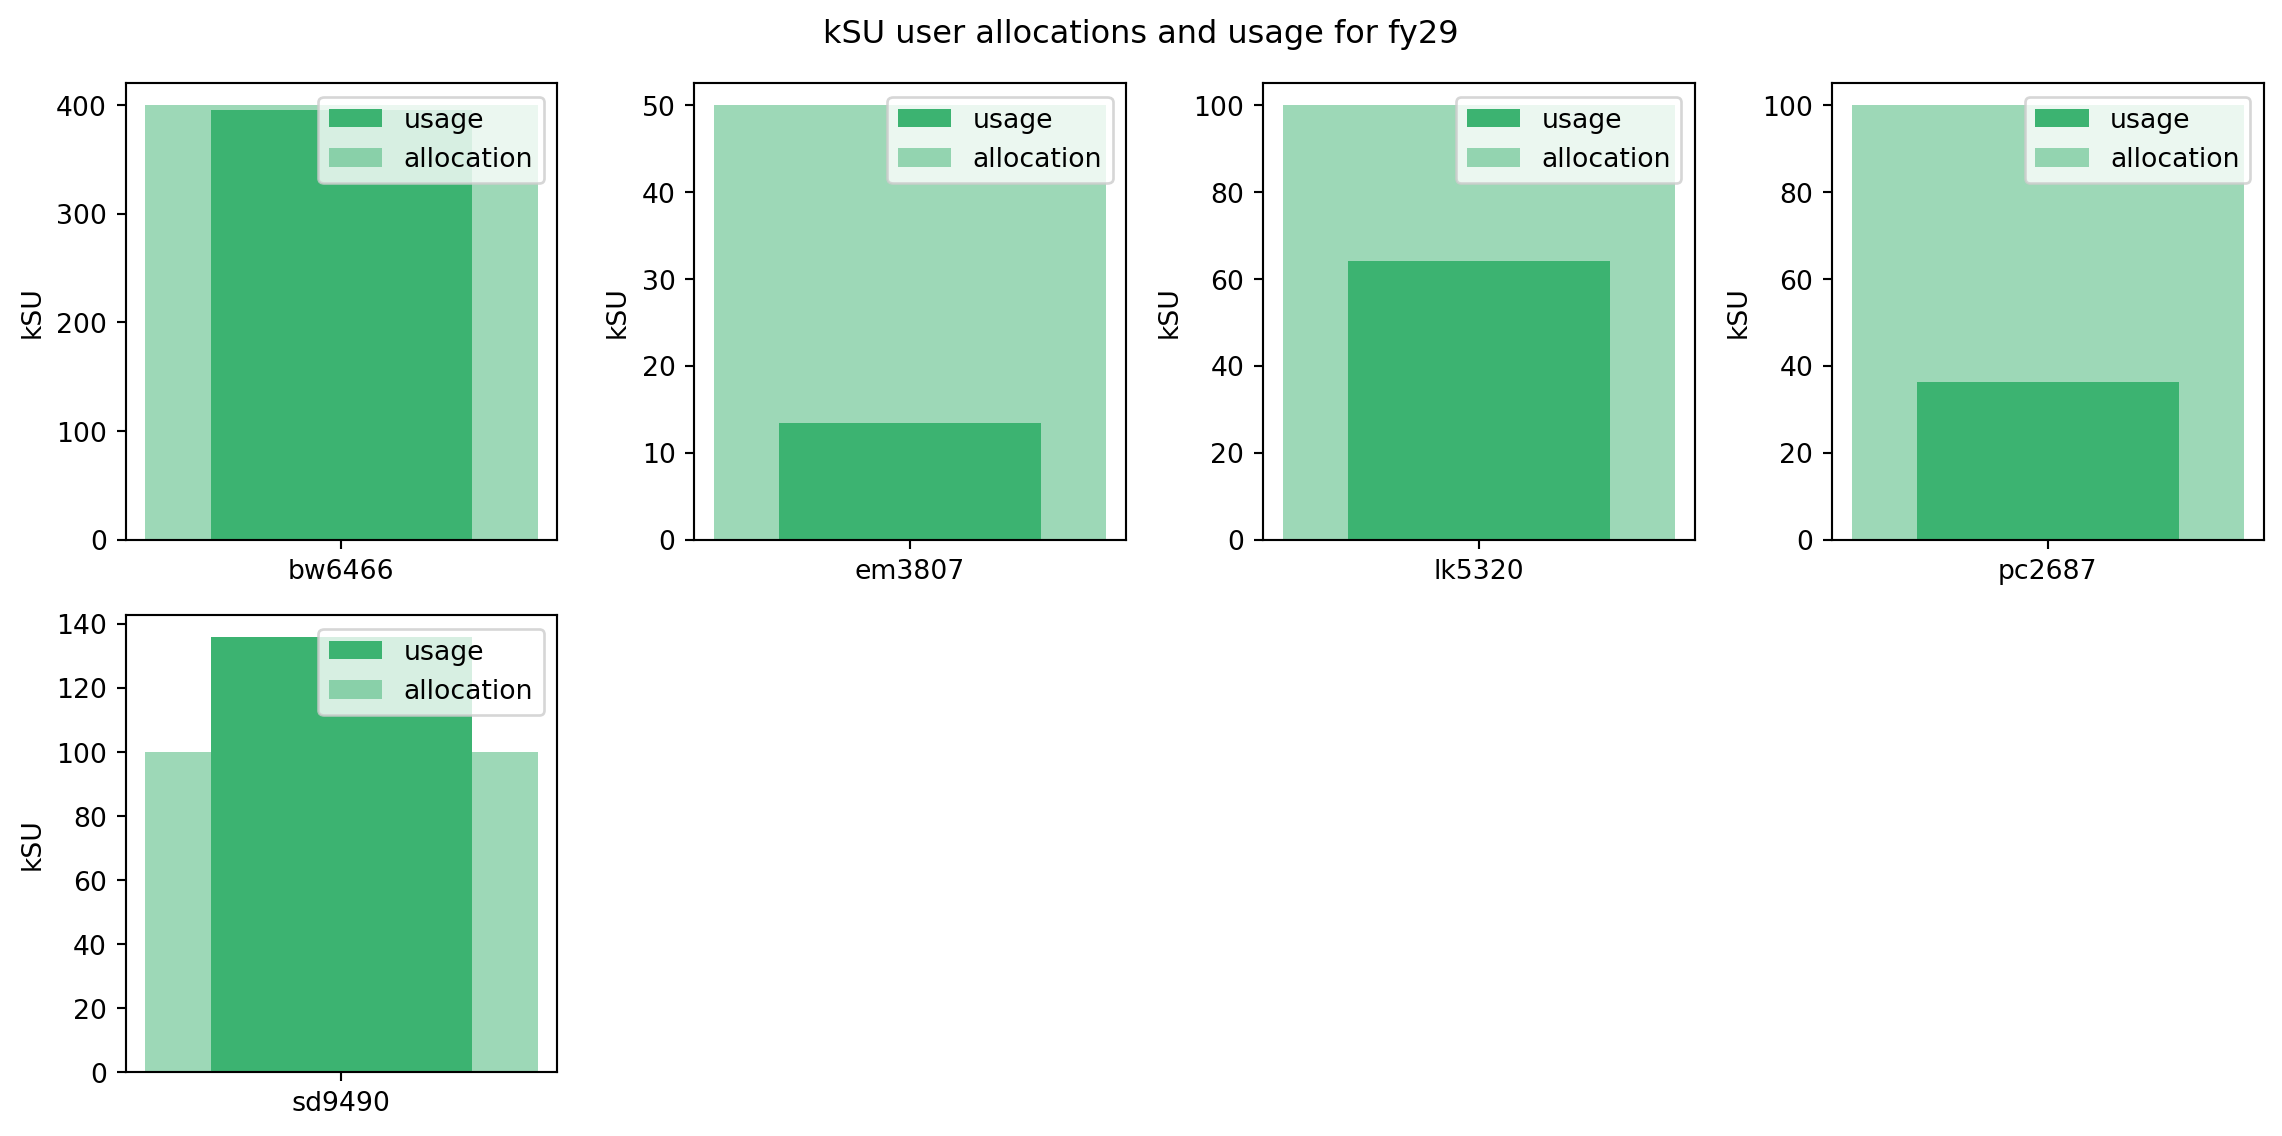 kSU user allocations and usage for fy29
400
300
200
100
0
kSU
usage
allocation
bw6466
50
40
30
20
10
0
kSU
usage
allocation
em3807
100
80
60
40
20
0
kSU
usage
allocation
lk5320
100
80
60
40
20
0
kSU
usage
allocation
pc2687
140
120
100
80
60
40
20
0
kSU
usage
allocation
sd9490